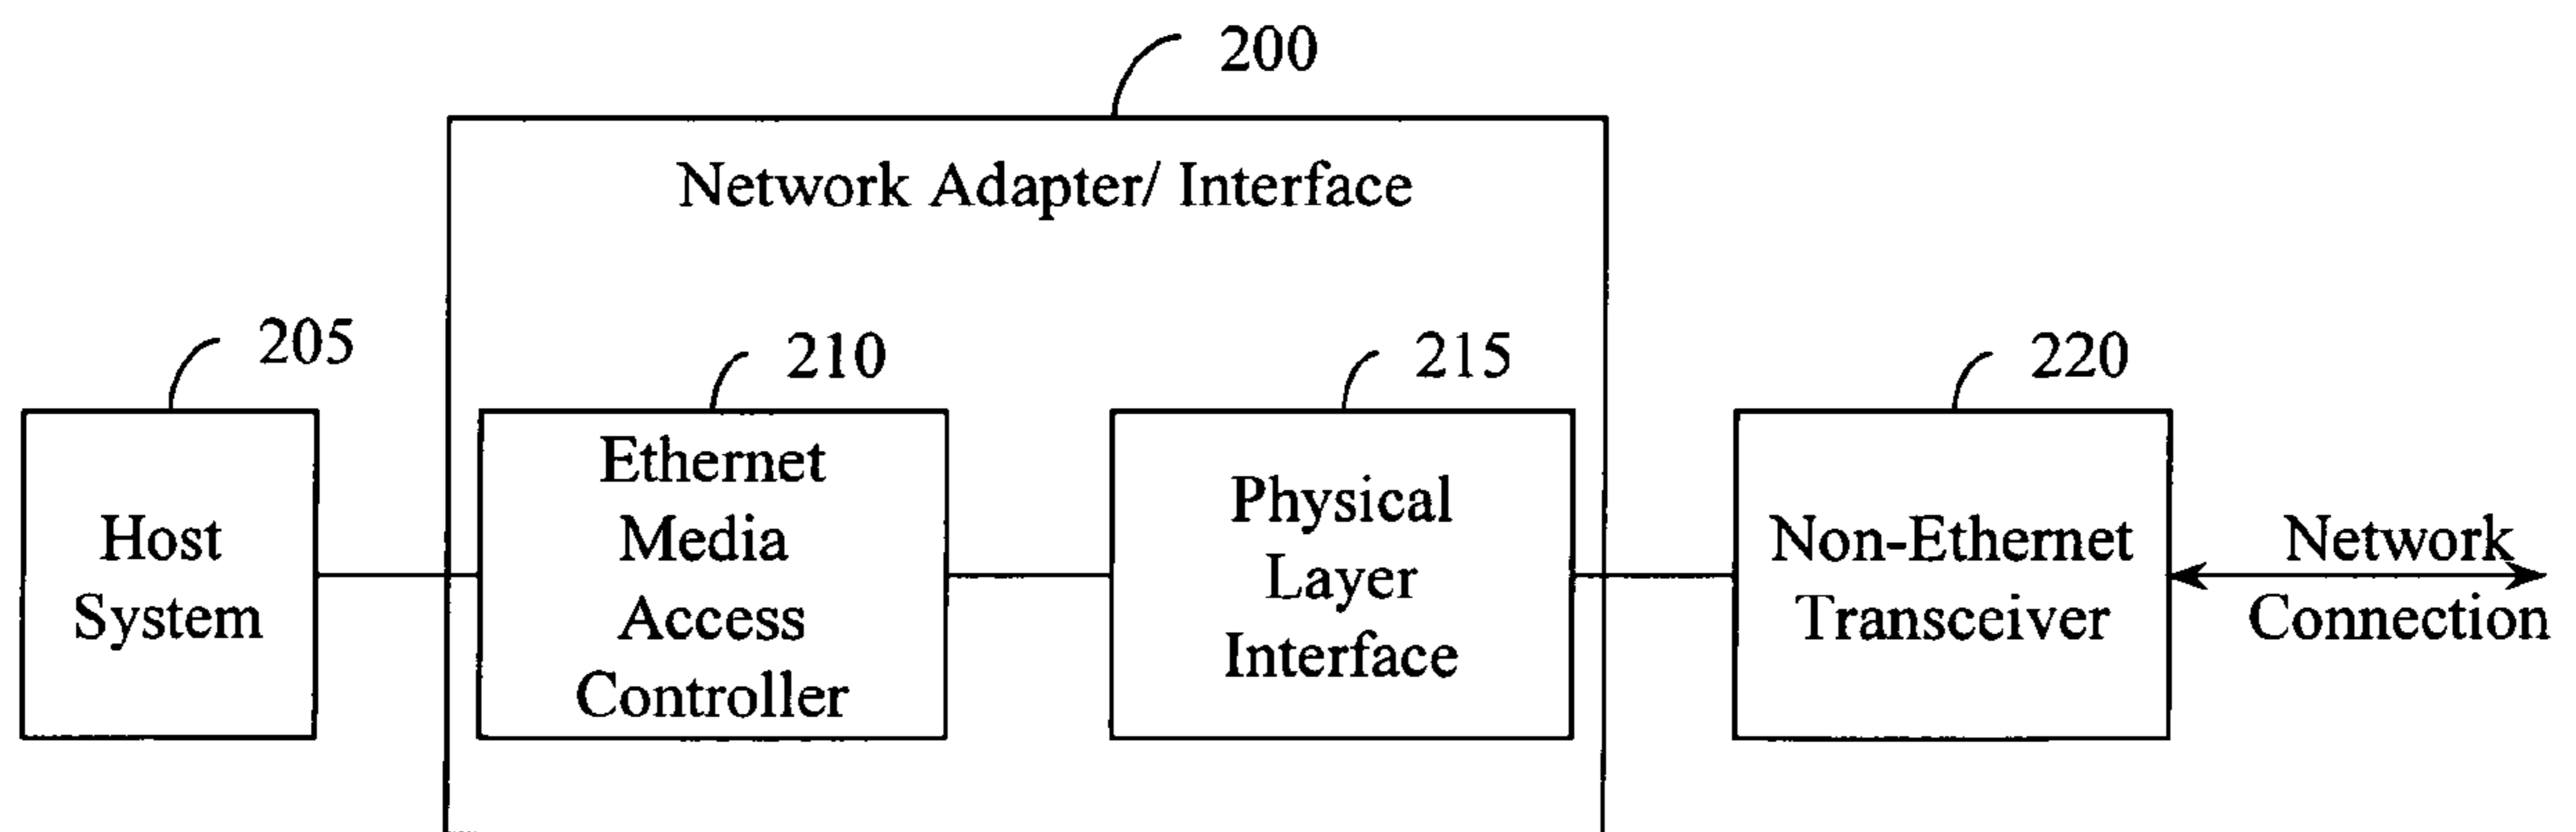 200
Network Adapter/ Interface
205
210
215
220
Host
System
Ethernet
Media
Access
Controller
Physical
Layer
Interface
Non-Ethernet
Transceiver
Network
Connection